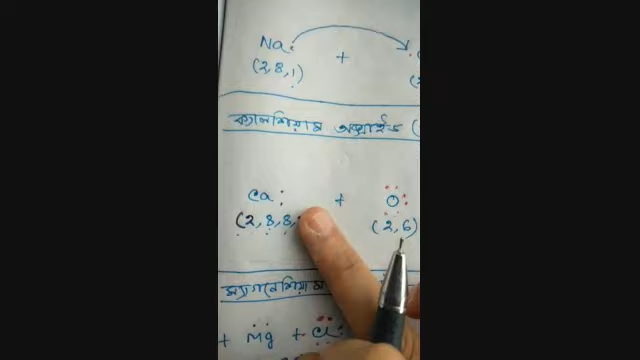 Na +
(2,8,1)
ক্যালশিয়াম অক্সাইড (
Ca : + O
(2,8,8, (2,6)
ম্যাগনেশিয়াম
+ Mg + Cl